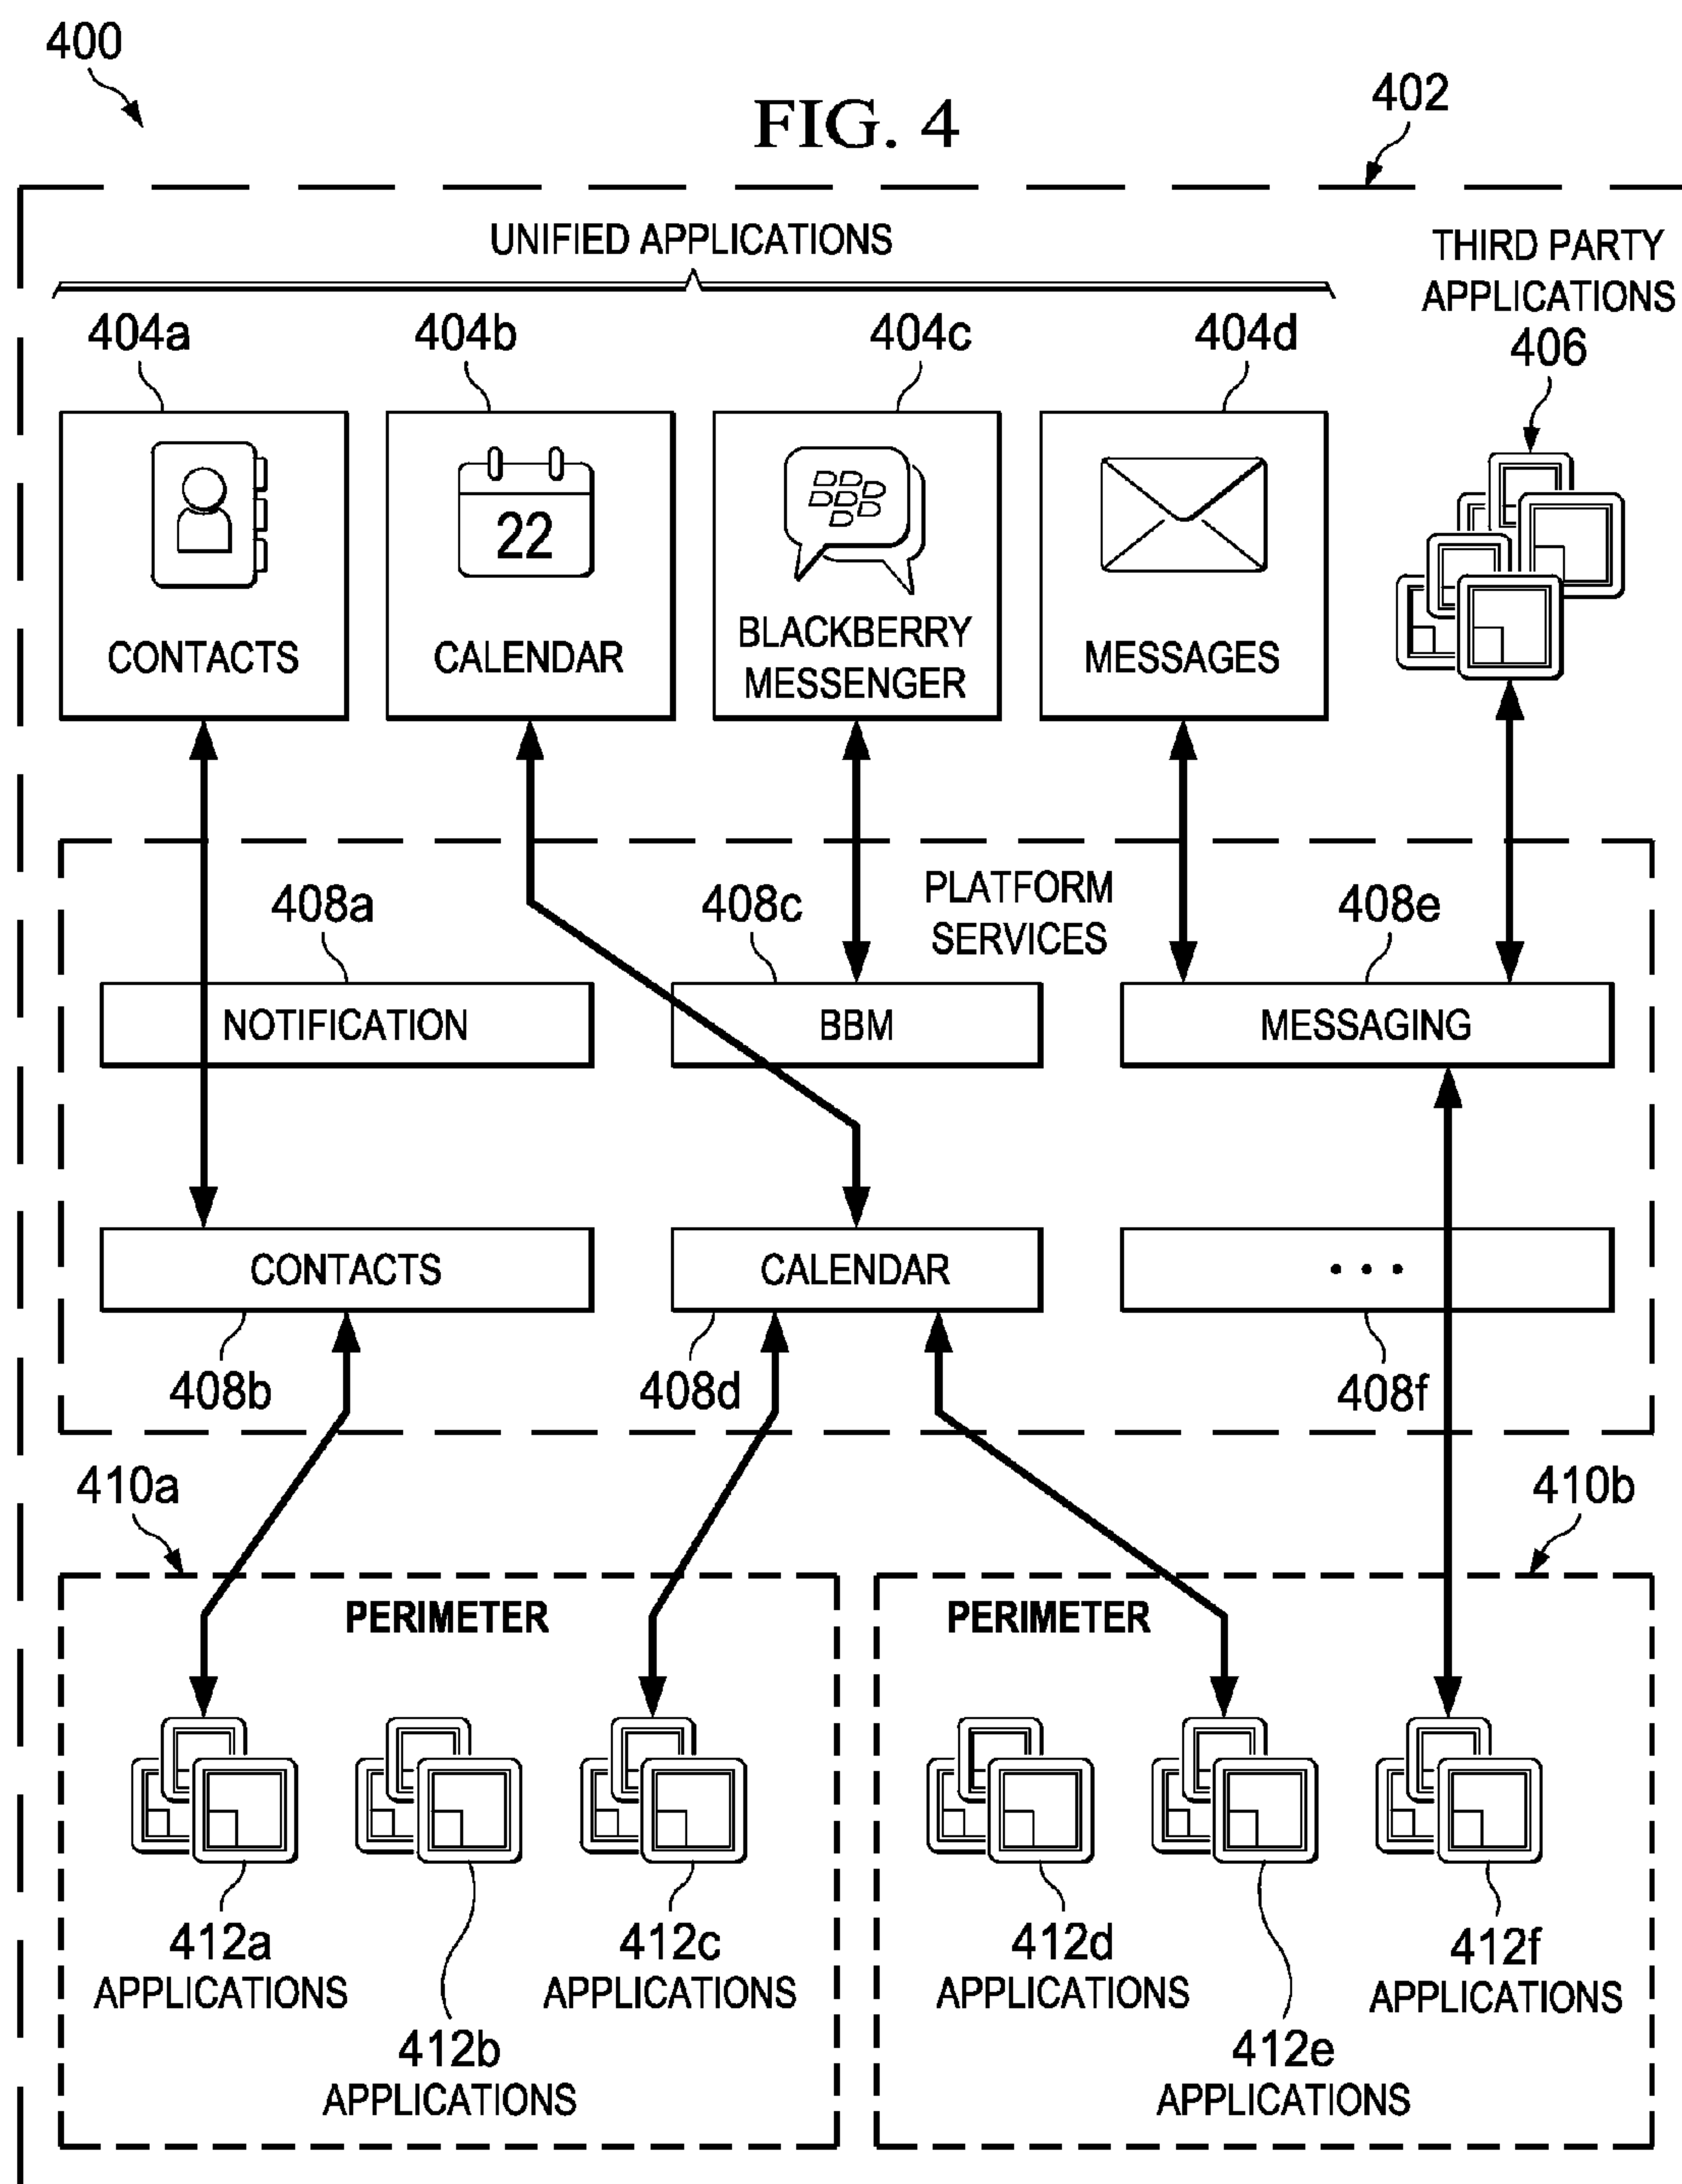 400
FIG. 4
402
UNIFIED APPLICATIONS
THIRD PARTY
APPLICATIONS
406
404a
404b
404c
404d
22
CONTACTS
CALENDAR
BLACKBERRY
MESSENGER
MESSAGES
PLATFORM
SERVICES
408a
408c
408e
NOTIFICATION
BBM
MESSAGING
CONTACTS
CALENDAR
• • •
408b
408d
408f
410a
410b
PERIMETER
PERIMETER
412a
APPLICATIONS
412b
APPLICATIONS
412c
APPLICATIONS
412d
APPLICATIONS
412e
APPLICATIONS
412f
APPLICATIONS